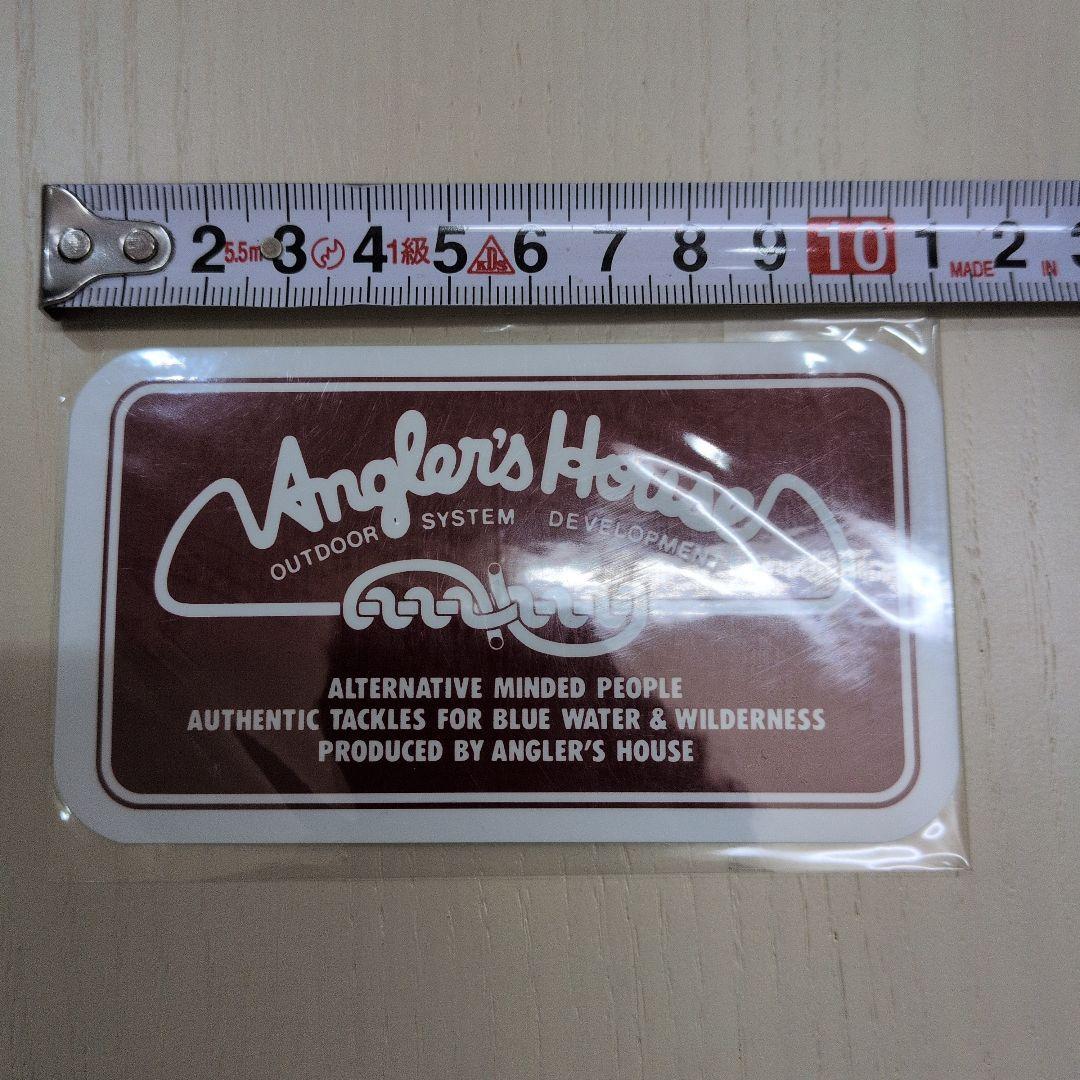 2 5.5m 3 4 1級 5 KDS 6 7 8 9 10 1 MADE 2 IN
Angler's House
OUTDOOR SYSTEM DEVELOPMENT
ALTERNATIVE MINDED PEOPLE
AUTHENTIC TACKLES FOR BLUE WATER & WILDERNESS
PRODUCED BY ANGLER'S HOUSE